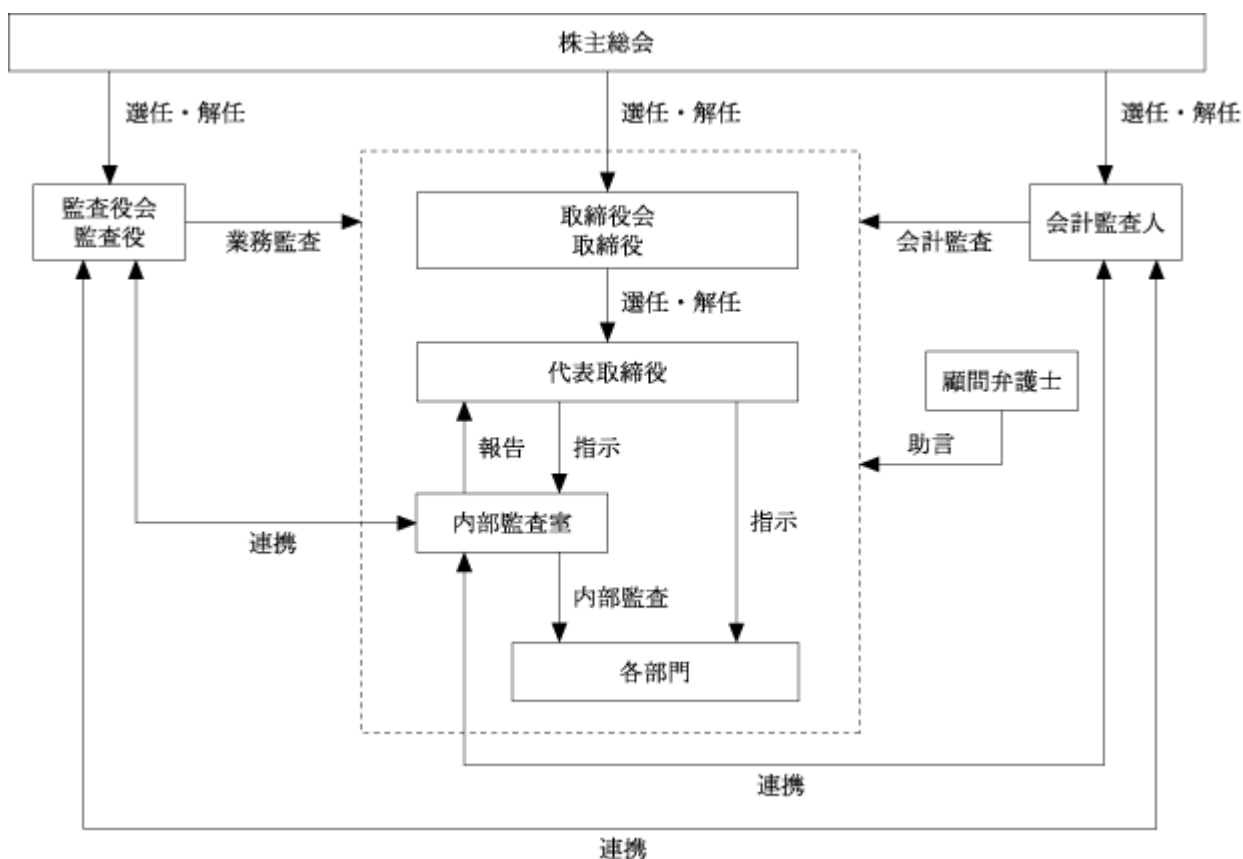 株主総会
選任・解任
選任・解任
選任・解任
監査役会
監査役
業務監査
取締役会
取締役
会計監査
会計監査人
選任・解任
代表取締役
顧問弁護士
報告
指示
助言
内部監査室
指示
連携
内部監査
各部門
連携
連携